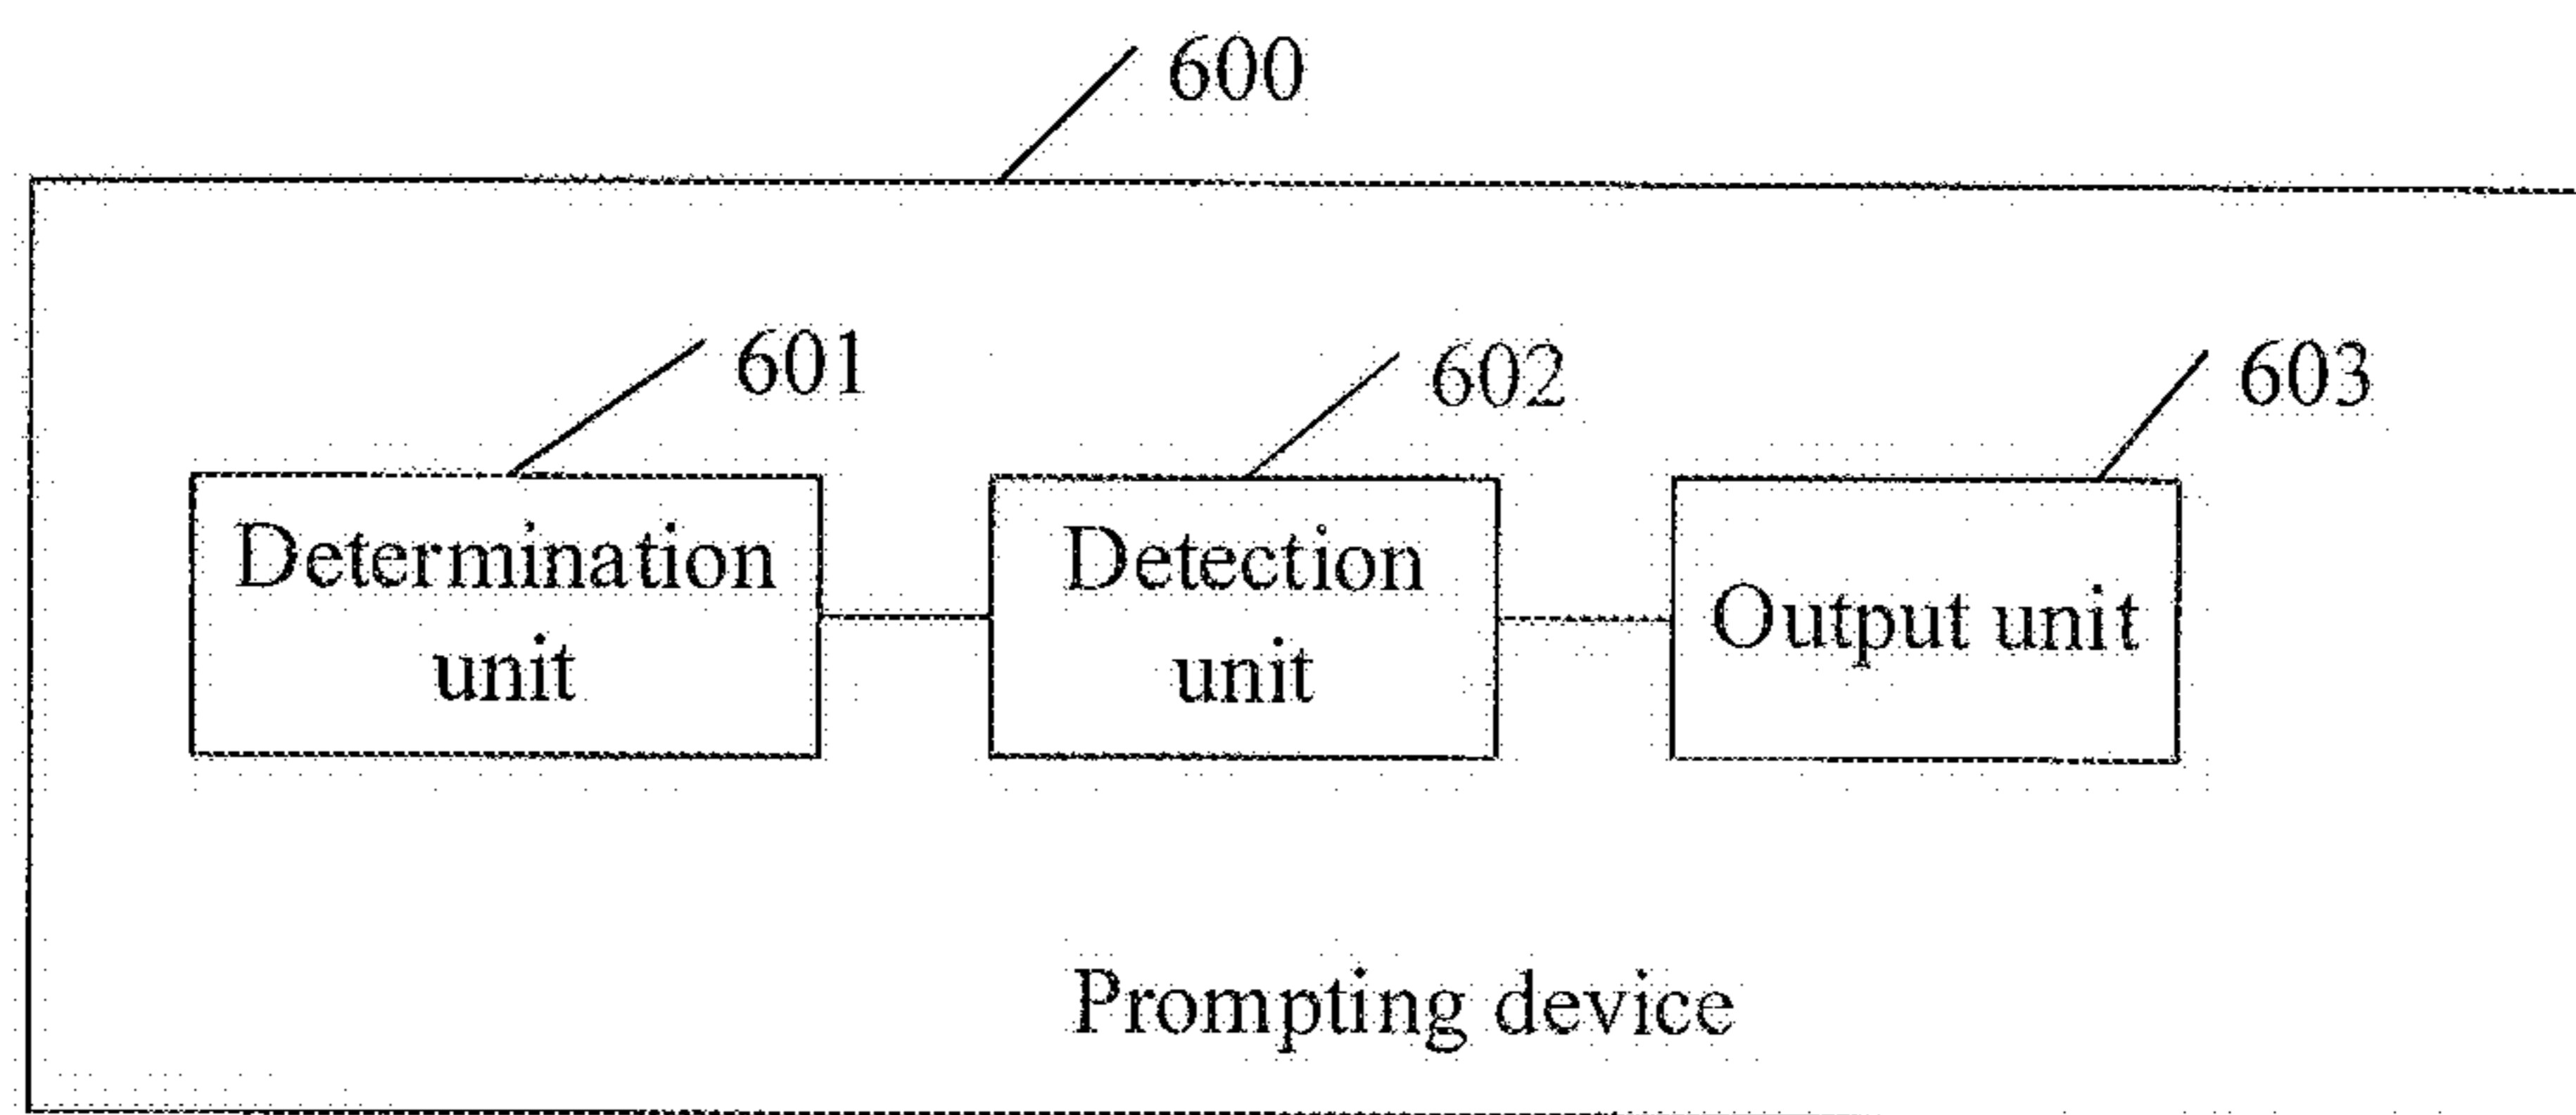 600
601
602
603
Determination
unit
Detection
unit
Output unit
Prompting device